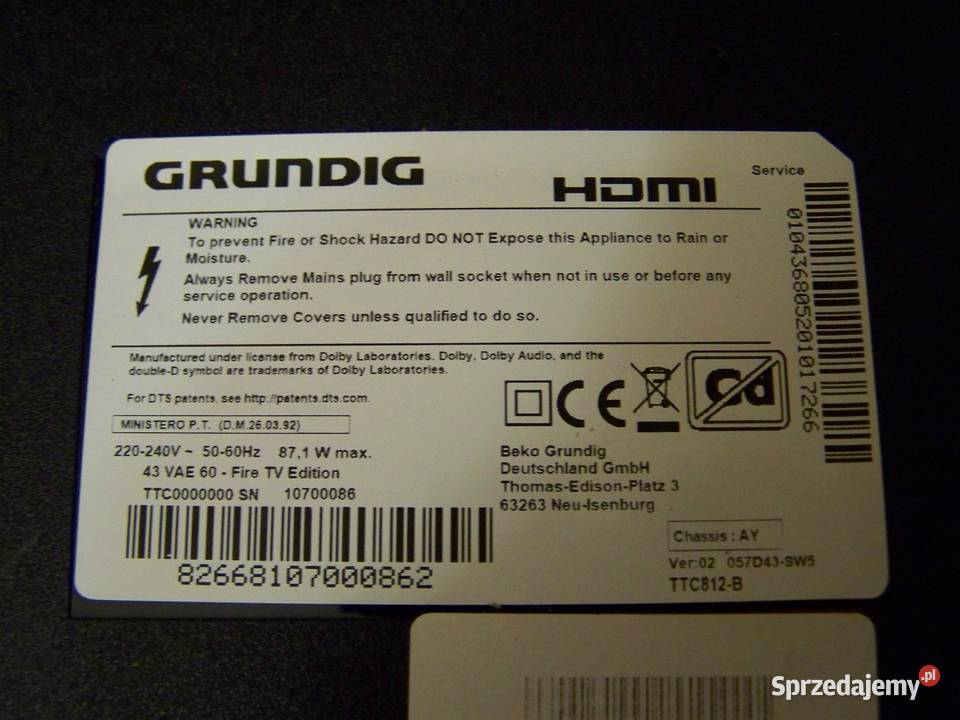 GRUNDIG
HDMI
Service
WARNING
To prevent Fire or Shock Hazard DO NOT Expose this Appliance to Rain or
Moisture.
Always Remove Mains plug from wall socket when not in use or before any
service operation.
Never Remove Covers unless qualified to do so.
010436805201017266
Manufactured under license from Dolby Laboratories. Dolby, Dolby Audio, and the
double-D symbol are trademarks of Dolby Laboratories.
For DTS patents, see http://patents.dts.com.
MINISTERO P.T. (D.M.26.03.92)
CE
Cd
220-240V ~ 50-60Hz 87,1 W max.
43 VAE 60 - Fire TV Edition
TTC0000000 SN 10700086
82668107000862
Beko Grundig
Deutschland GmbH
Thomas-Edison-Platz 3
63263 Neu-Isenburg
Chassis : AY
Ver:02 057D43-SW5
TTC812-B
Sprzedajemy.pl